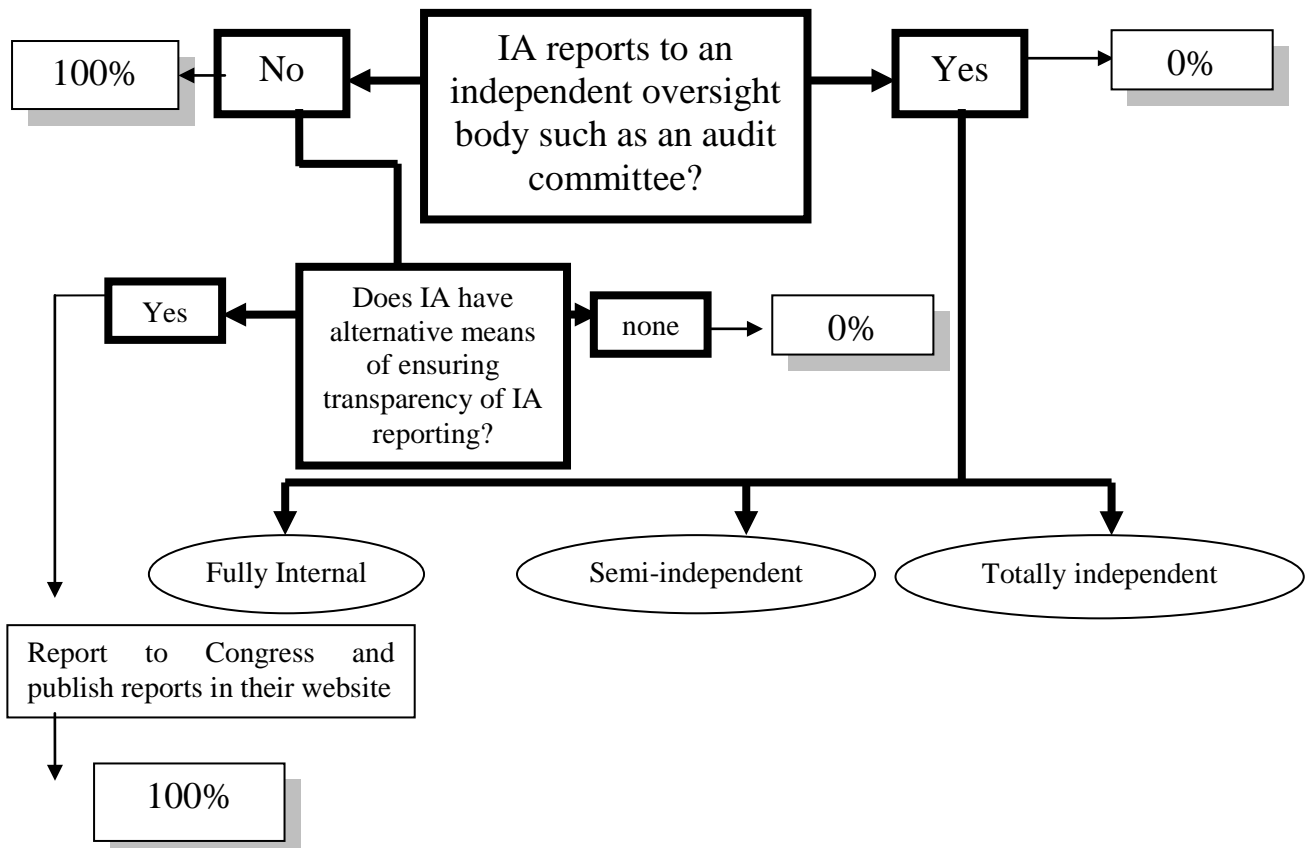 100%
No
IA reports to an
independent oversight
body such as an audit
committee?
Yes
0%
Yes
Does IA have
alternative means
of ensuring
transparency of IA
reporting?
none
0%
Fully Internal
Semi-independent
Totally independent
Report to Congress and
publish reports in their website
100%